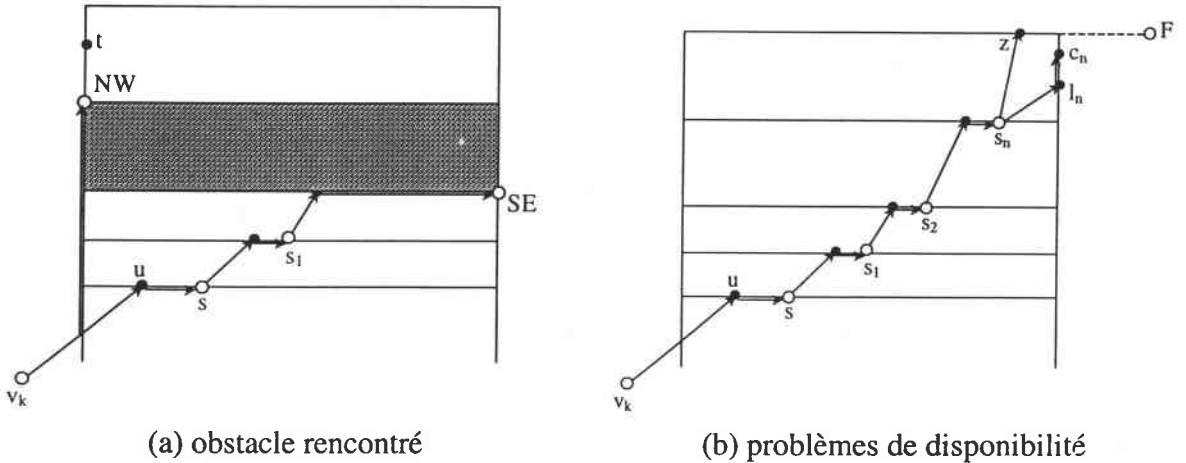 t
NW
SE
s₁
u
s
vₖ
(a) obstacle rencontré
F
z
cₙ
lₙ
sₙ
s₂
s₁
u
s
vₖ
(b) problèmes de disponibilité